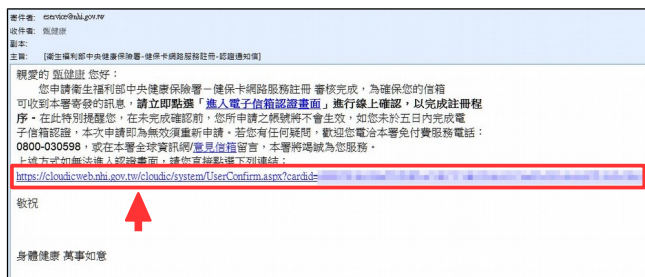 寄件者: eservice@nhi.gov.tw
收件者: 甄健康
副本:
主旨: [衛生福利部中央健康保險署-健保卡網路服務註冊-認證通知信]
親愛的 甄健康 您好：
您申請衛生福利部中央健康保險署－健保卡網路服務註冊 審核完成，為確保您的信箱
可收到本署寄發的訊息，請立即點選「進入電子信箱認證畫面」進行線上確認，以完成註冊程
序。在此特別提醒您，在未完成確認前，您所申請之帳號將不會生效，如您未於五日內完成電
子信箱認證，本次申請即為無效須重新申請。若您有任何疑問，歡迎您電洽本署免付費服務電話：
0800-030598，或在本署全球資訊網/意見信箱留言，本署將竭誠為您服務。
上述方式如無法進入認證畫面，請您直接點選下列連結：
https://cloudicweb.nhi.gov.tw/cloudic/system/UserConfirm.aspx?cardid=
敬祝
身體健康 萬事如意